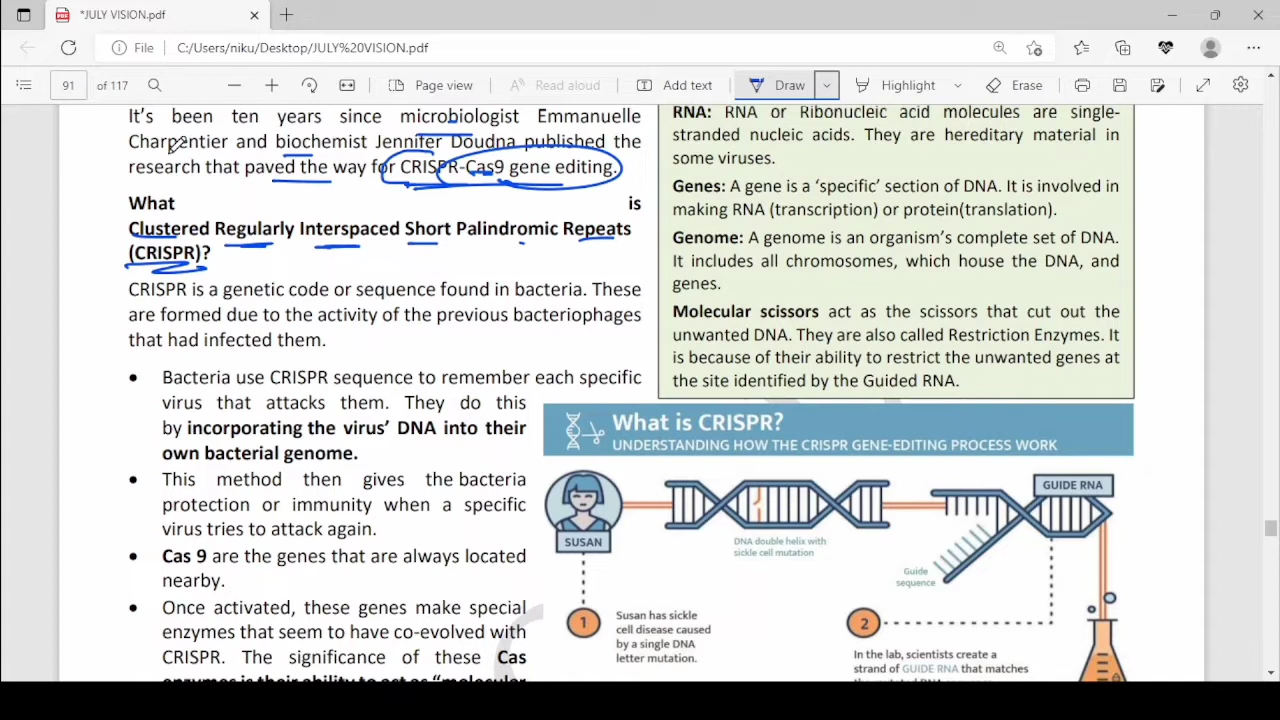 *JULY VISION.pdf
File
C:/Users/niku/Desktop/JULY%20VISION.pdf
91
of 117
Page view
Read aloud
Add text
Draw
Highlight
Erase
It's been ten years since microbiologist Emmanuelle
Charpentier and biochemist Jennifer Doudna published the
research that paved the way for CRISPR-Cas9 gene editing.
What is
Clustered Regularly Interspaced Short Palindromic Repeats
(CRISPR)?
CRISPR is a genetic code or sequence found in bacteria. These
are formed due to the activity of the previous bacteriophages
that had infected them.
• Bacteria use CRISPR sequence to remember each specific
virus that attacks them. They do this
by incorporating the virus' DNA into their
own bacterial genome.
• This method then gives the bacteria
protection or immunity when a specific
virus tries to attack again.
• Cas 9 are the genes that are always located
nearby.
• Once activated, these genes make special
enzymes that seem to have co-evolved with
CRISPR. The significance of these Cas
enzymes is their ability to act as "molecular
RNA: RNA or Ribonucleic acid molecules are single-
stranded nucleic acids. They are hereditary material in
some viruses.
Genes: A gene is a 'specific' section of DNA. It is involved in
making RNA (transcription) or protein(translation).
Genome: A genome is an organism's complete set of DNA.
It includes all chromosomes, which house the DNA, and
genes.
Molecular scissors act as the scissors that cut out the
unwanted DNA. They are also called Restriction Enzymes. It
is because of their ability to restrict the unwanted genes at
the site identified by the Guided RNA.
What is CRISPR?
UNDERSTANDING HOW THE CRISPR GENE-EDITING PROCESS WORK
SUSAN
DNA double helix with
sickle cell mutation
GUIDE RNA
Guide
sequence
1
Susan has sickle
cell disease caused
by a single DNA
letter mutation.
2
In the lab, scientists create a
strand of GUIDE RNA that matches